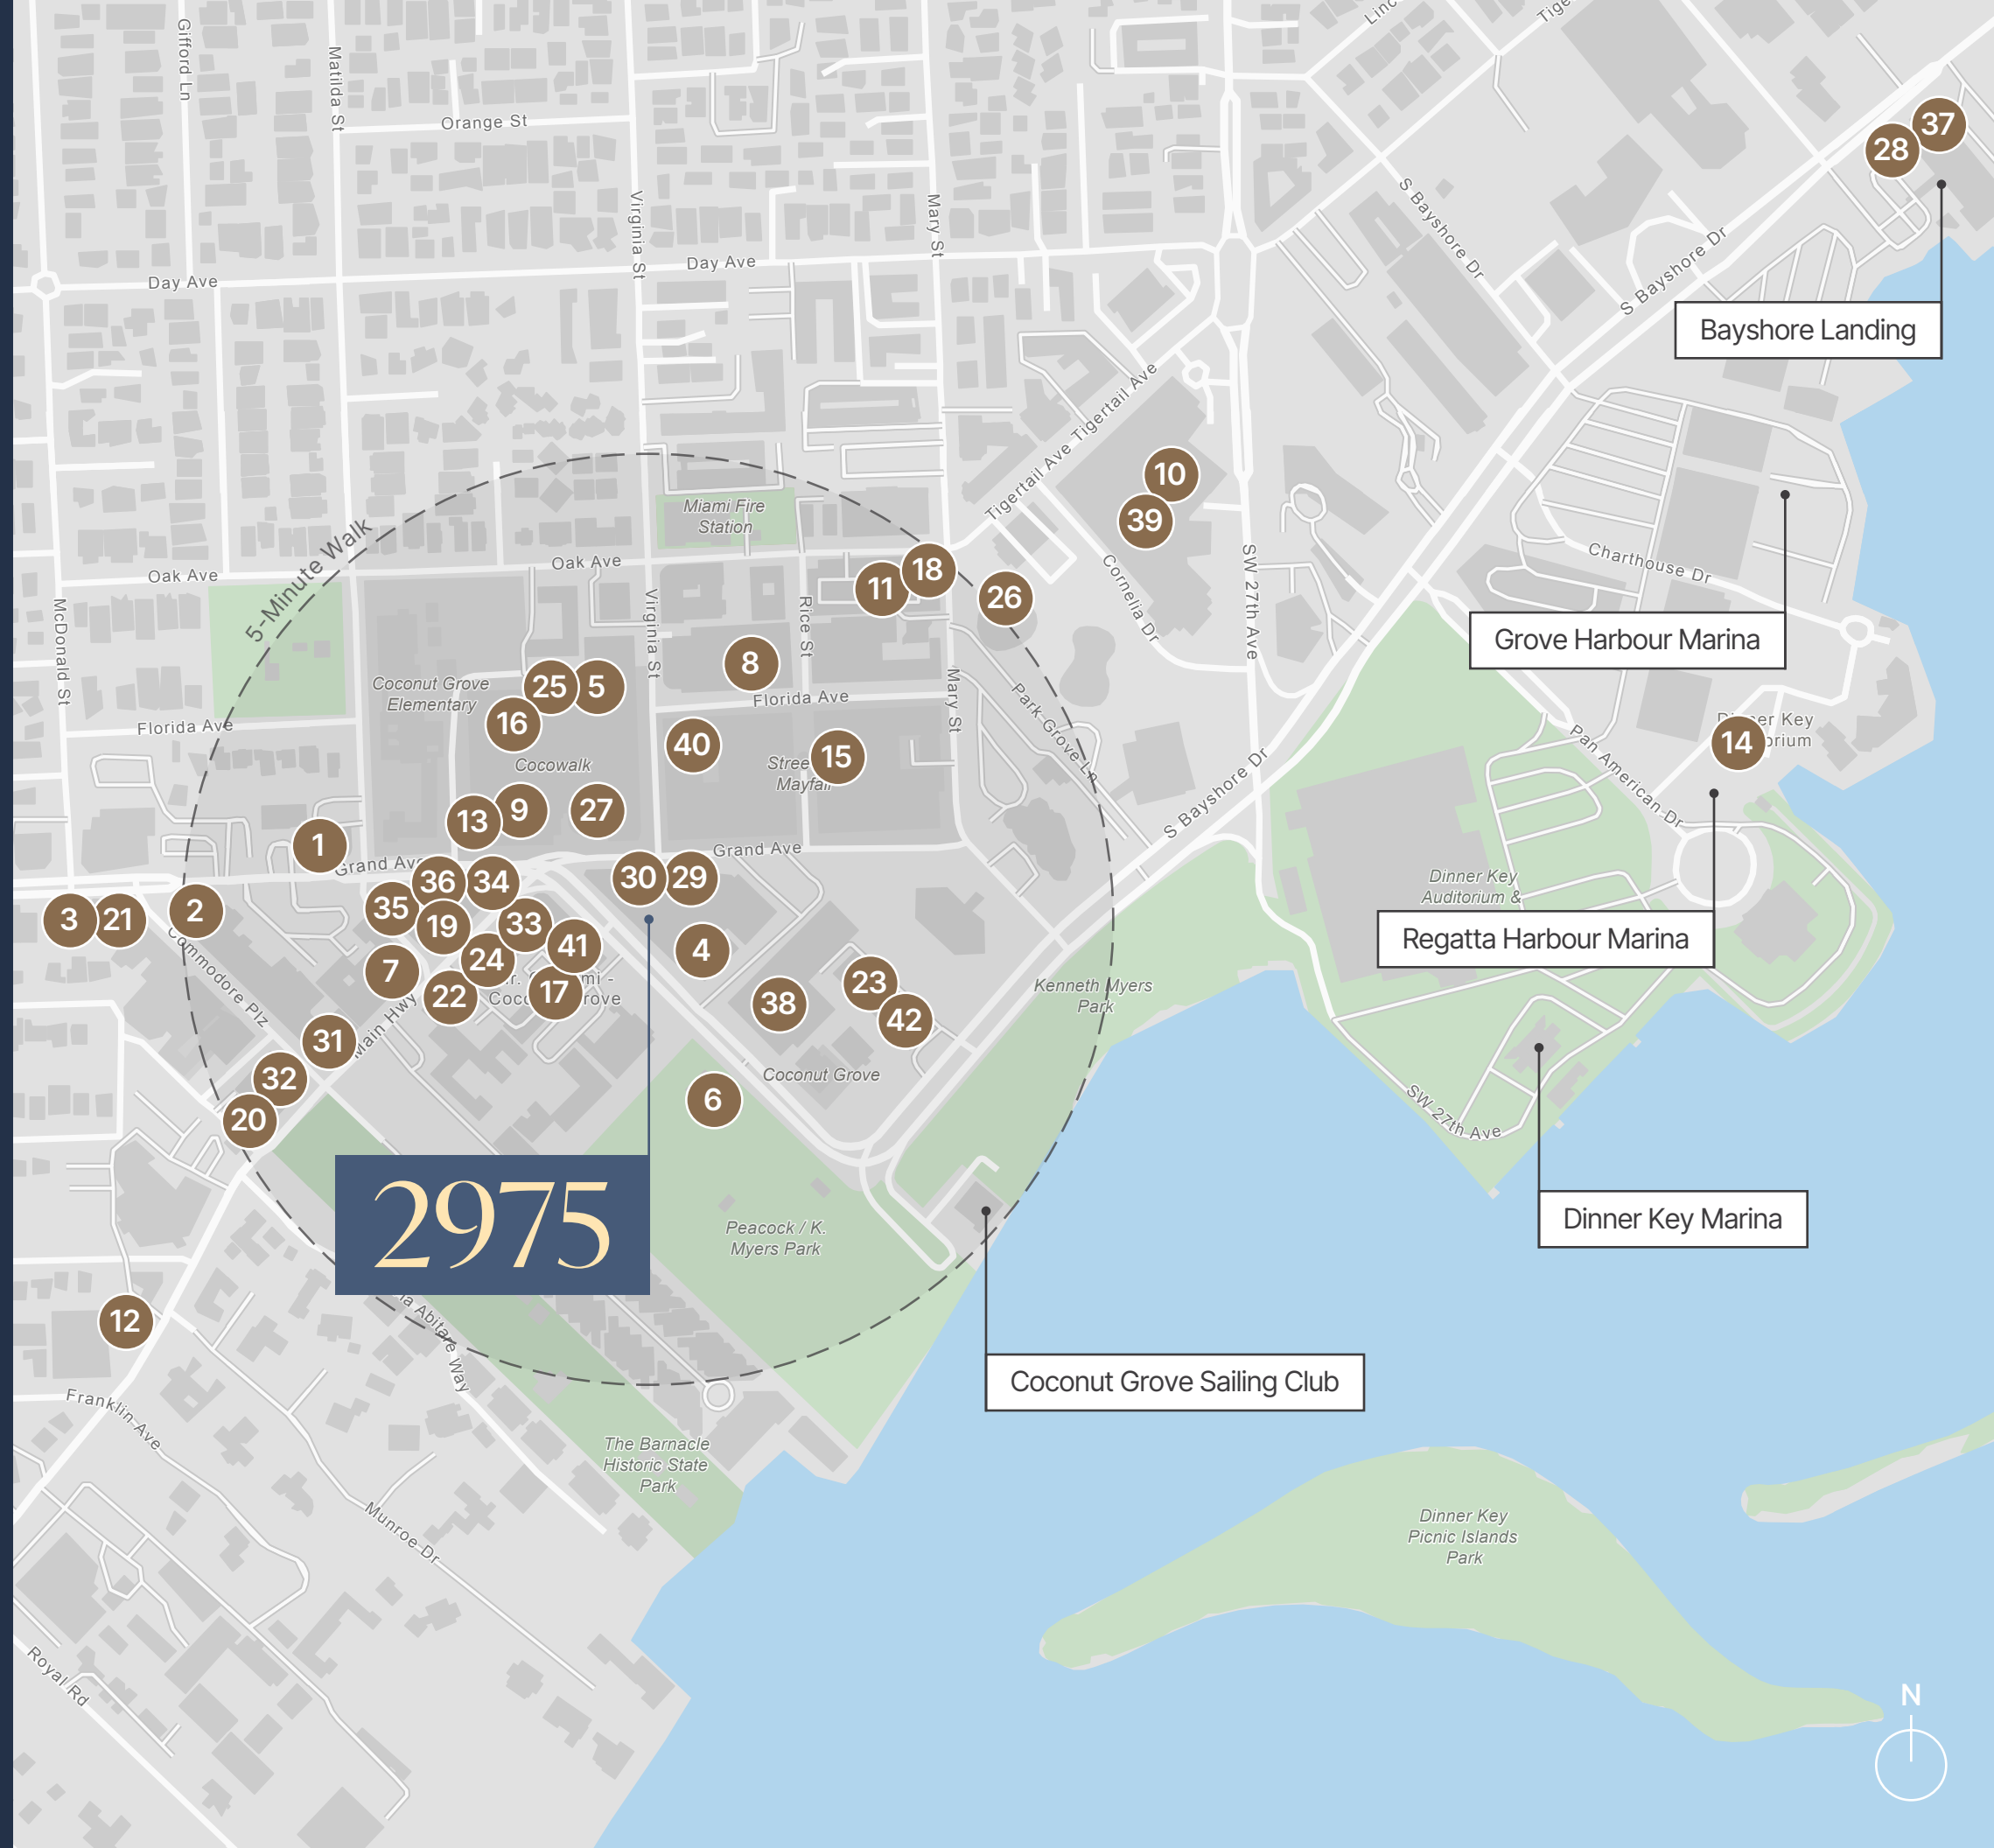 Gifford Ln
Matilda St
Orange St
Virginia St
Mary St
Day Ave
Day Ave
Tige
S Bayshore Dr
S Bayshore Dr
37
28
Bayshore Landing
Tigertail Ave
Tigertail Ave
10
39
Miami Fire
Station
5-Minute Walk
Oak Ave
Oak Ave
McDonald St
Virginia St
Rice St
Mary St
Cornelia Dr
SW 27th Ave
Charthouse Dr
Grove Harbour Marina
11
18
26
8
25
5
16
Coconut Grove
Elementary
Florida Ave
Florida Ave
Park Grove Ln
Cocowalk
40
15
Mayfair
S Bayshore Dr
Pan American Dr
Dinner Key
14
13
9
27
1
Grand Ave
Grand Ave
36
34
30
29
35
19
33
41
3
21
2
7
24
22
17
4
38
23
42
Commodore Plz
Main Hwy
31
32
20
6
12
Dinner Key
Auditorium &
Regatta Harbour Marina
Kenneth Myers
Park
Coconut Grove
SW 27th Ave
Dinner Key Marina
2975
Peacock / K.
Myers Park
Abitare Way
Coconut Grove Sailing Club
Franklin Ave
The Barnacle
Historic State
Park
Munroe Dr
Dinner Key
Picnic Islands
Park
Royal Rd
N